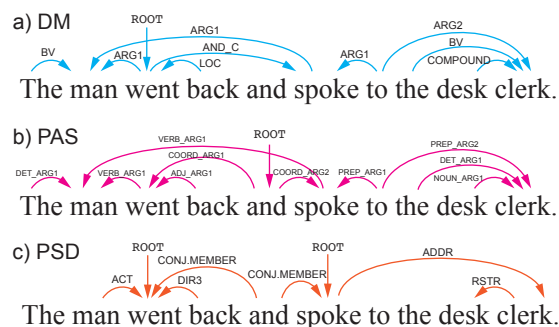 a) DM
ROOT
ARG1
ARG2
BV
AND_C
BV
ARG1
LOC
ARG1
COMPOUND
The man went back and spoke to the desk clerk.
b) PAS
VERB_ARG1
ROOT
PREP_ARG2
COORD_ARG1
DET_ARG1
DET_ARG1
VERB_ARG1
ADJ_ARG1
COORD_ARG2
PREP_ARG1
NOUN_ARG1
The man went back and spoke to the desk clerk.
c) PSD
ROOT
ROOT
ADDR
CONJ.MEMBER
CONJ.MEMBER
ACT
DIR3
RSTR
The man went back and spoke to the desk clerk.